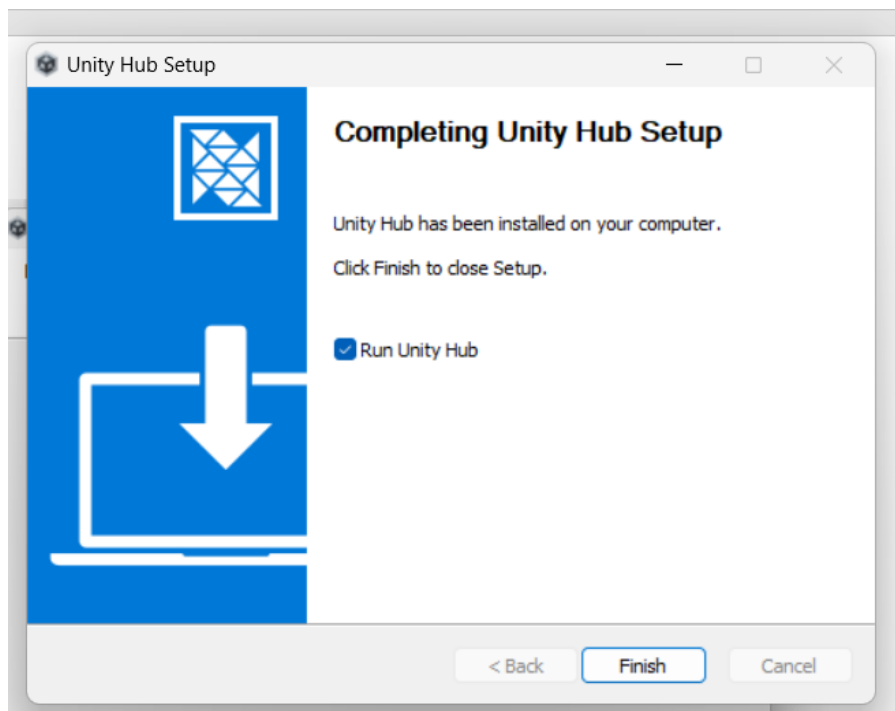 Unity Hub Setup
Completing Unity Hub Setup
Unity Hub has been installed on your computer.
Click Finish to close Setup.
Run Unity Hub
< Back
Finish
Cancel